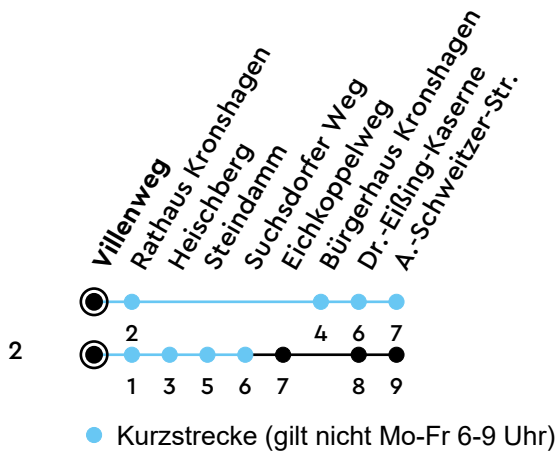 Villenweg
Rathaus Kronshagen
Heischberg
Steindamm
Suchsdorfer Weg
Eichkoppelweg
Bürgerhaus Kronshagen
Dr.-Eißing-Kaserne
A.-Schweitzer-Str.
2 4 6 7
2
1 3 5 6 7 8 9
Kurzstrecke (gilt nicht Mo-Fr 6-9 Uhr)